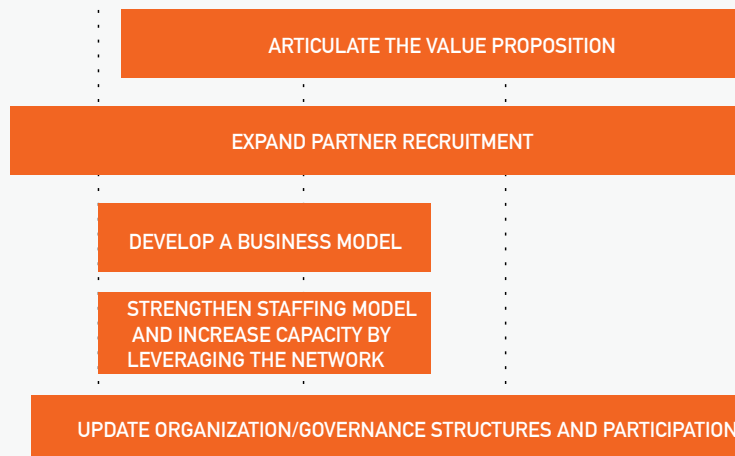 ARTICULATE THE VALUE PROPOSITION
EXPAND PARTNER RECRUITMENT
DEVELOP A BUSINESS MODEL
STRENGTHEN STAFFING MODEL
AND INCREASE CAPACITY BY
LEVERAGING THE NETWORK
UPDATE ORGANIZATION/GOVERNANCE STRUCTURES AND PARTICIPATION